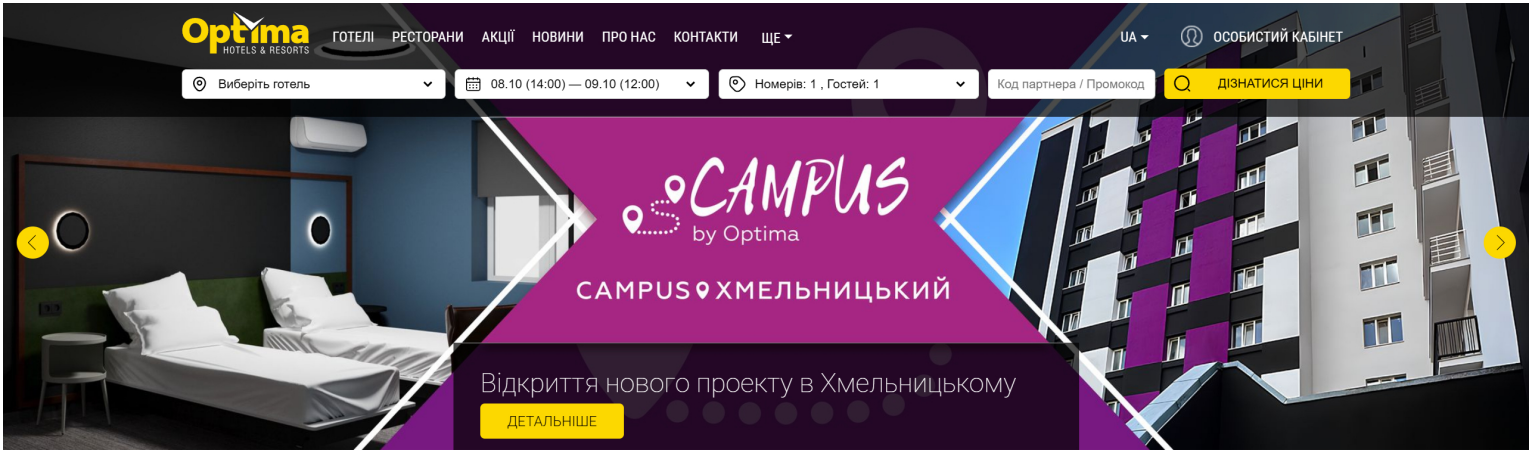 Optima
HOTELS & RESORTS
ГОТЕЛІ РЕСТОРАНИ АКЦІЇ НОВИНИ ПРО НАС КОНТАКТИ ЩЕ
UA ОСОБИСТИЙ КАБІНЕТ
Виберіть готель
08.10 (14:00) — 09.10 (12:00)
Номерів: 1 , Гостей: 1
Код партнера / Промокод
ДІЗНАТИСЯ ЦІНИ
CAMPUS
by Optima
CAMPUS ХМЕЛЬНИЦЬКИЙ
Відкриття нового проекту в Хмельницькому
ДЕТАЛЬНІШЕ